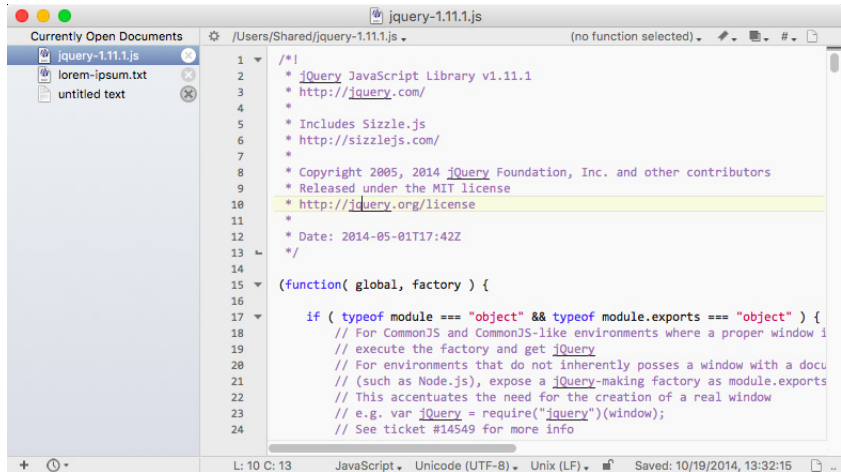 jquery-1.11.1.js
Currently Open Documents
jquery-1.11.1.js
lorem-ipsum.txt
untitled text
/Users/Shared/jquery-1.11.1.js (no function selected) #
1 /*!
2 * jQuery JavaScript Library v1.11.1
3 * http://jquery.com/
4 *
5 * Includes Sizzle.js
6 * http://sizzlejs.com/
7 *
8 * Copyright 2005, 2014 jQuery Foundation, Inc. and other contributors
9 * Released under the MIT license
10 * http://jquery.org/license
11 *
12 * Date: 2014-05-01T17:42Z
13 */
14
15 (function( global, factory ) {
16
17 if ( typeof module === "object" && typeof module.exports === "object" ) {
18 // For CommonJS and CommonJS-like environments where a proper window i
19 // execute the factory and get jQuery
20 // For environments that do not inherently posses a window with a docu
21 // (such as Node.js), expose a jQuery-making factory as module.exports
22 // This accentuates the need for the creation of a real window
23 // e.g. var jQuery = require("jquery")(window);
24 // See ticket #14549 for more info
+ L: 10 C: 13 JavaScript Unicode (UTF-8) Unix (LF) Saved: 10/19/2014, 13:32:15 ..